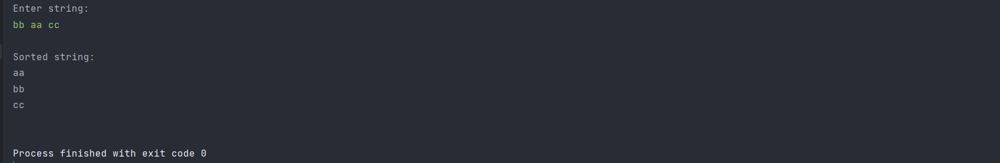 Enter string:
bb aa cc
Sorted string:
aa
bb
cc
Process finished with exit code 0